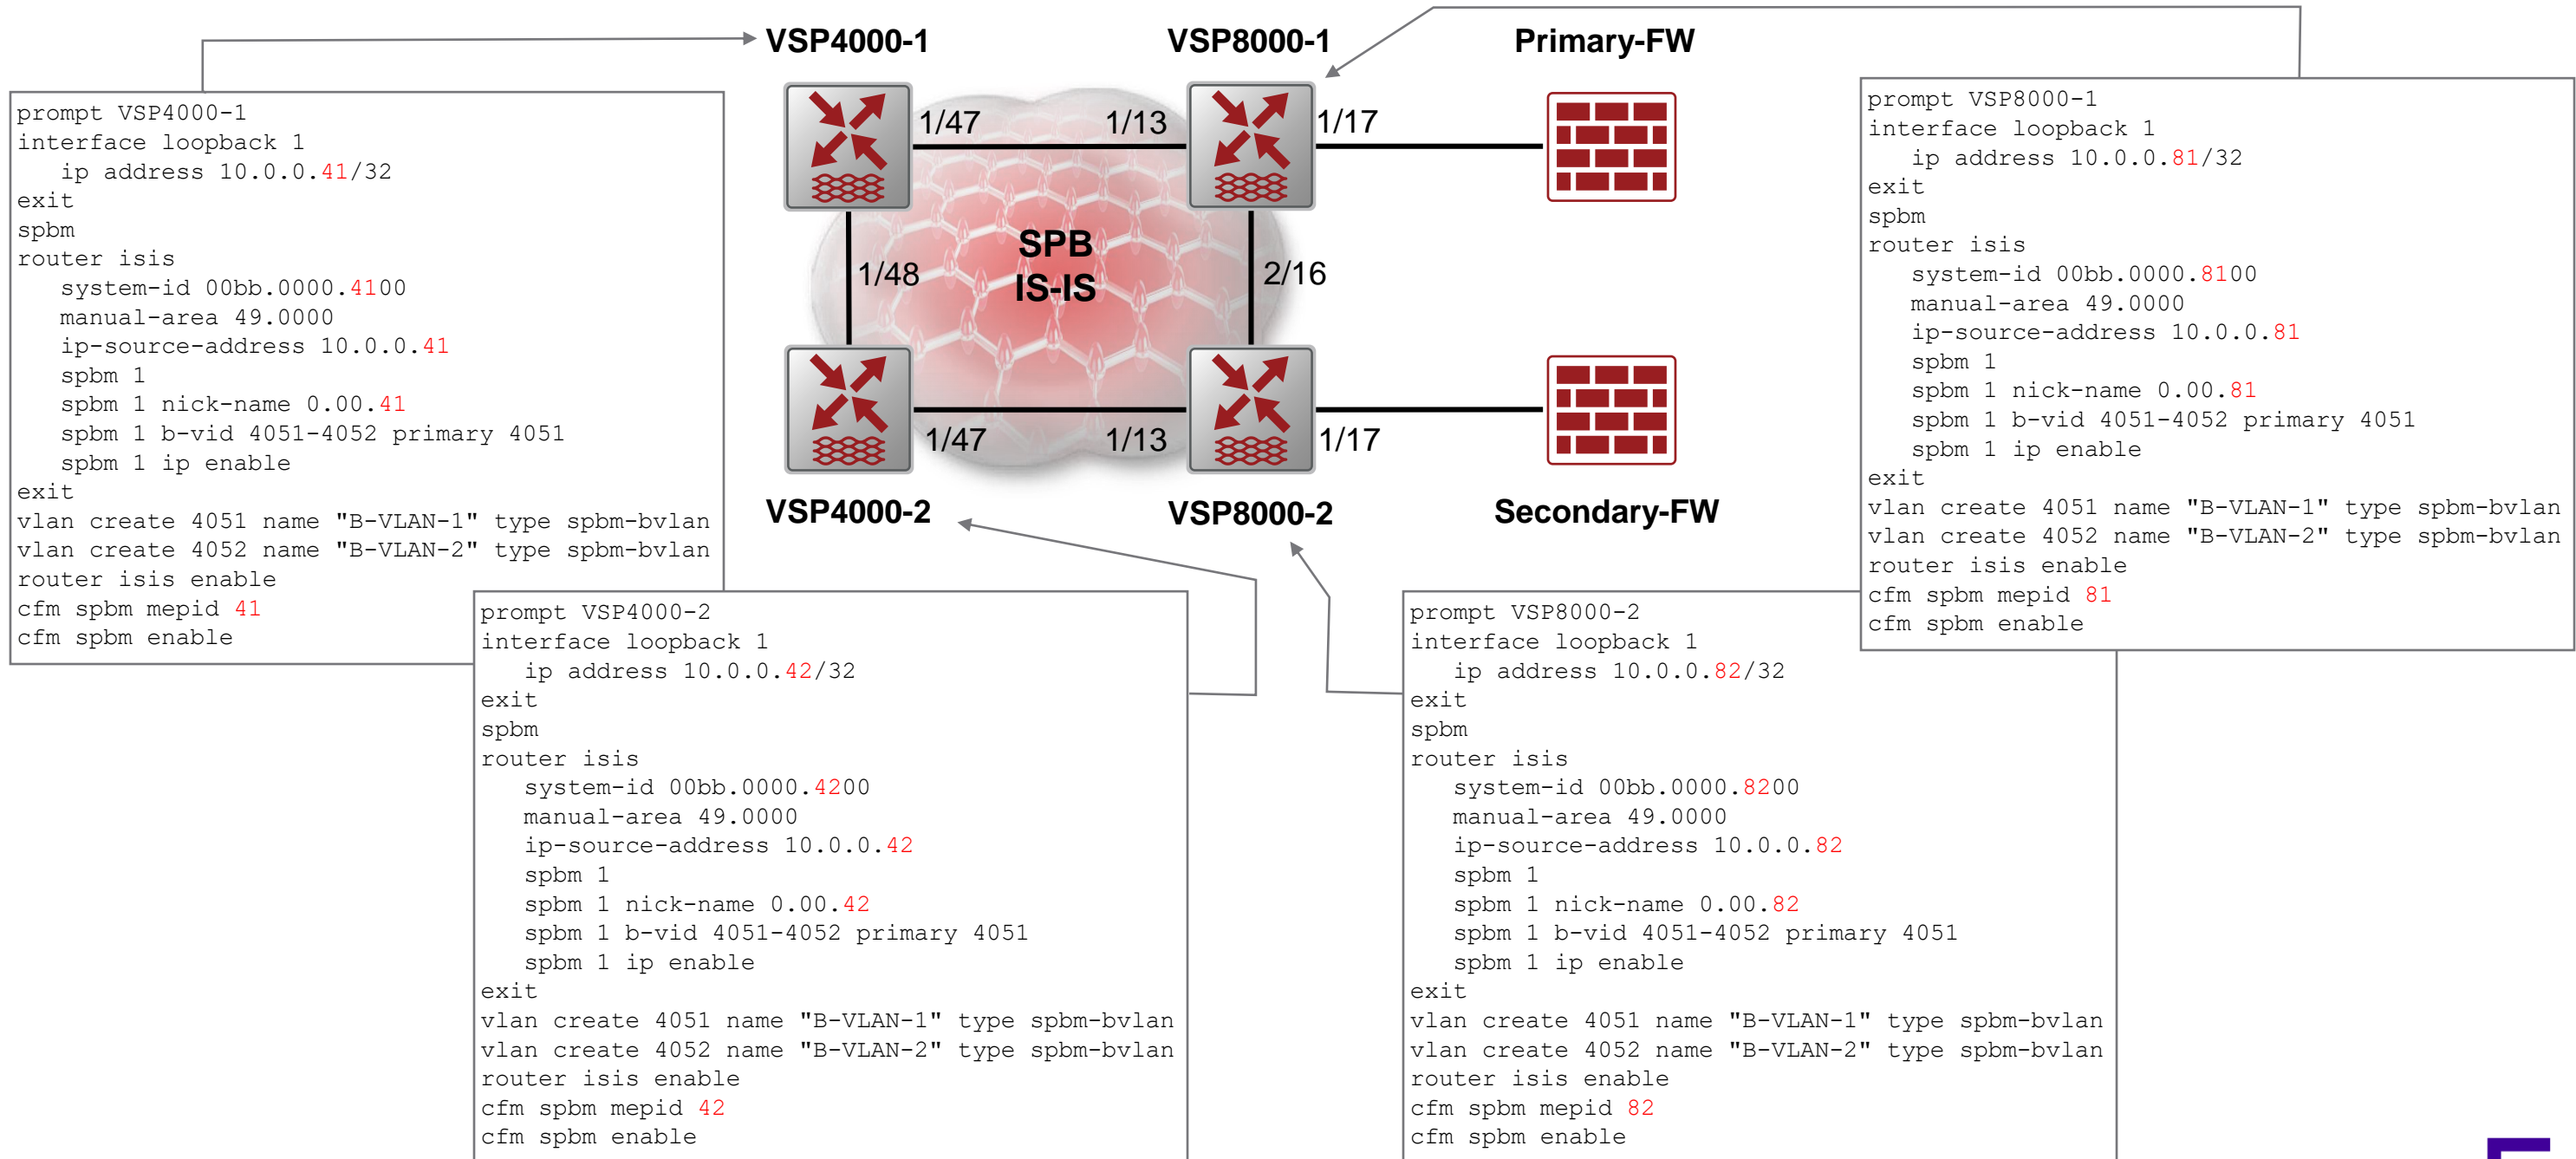 VSP4000-1
VSP8000-1
Primary-FW
1/47
1/13
1/17
1/48
SPB
IS-IS
2/16
1/47
1/13
1/17
VSP4000-2
VSP8000-2
Secondary-FW
prompt VSP4000-1
interface loopback 1
ip address 10.0.0.41/32
exit
spbm
router isis
system-id 00bb.0000.4100
manual-area 49.0000
ip-source-address 10.0.0.41
spbm 1
spbm 1 nick-name 0.00.41
spbm 1 b-vid 4051-4052 primary 4051
spbm 1 ip enable
exit
vlan create 4051 name "B-VLAN-1" type spbm-bvlan
vlan create 4052 name "B-VLAN-2" type spbm-bvlan
router isis enable
cfm spbm mepid 41
cfm spbm enable
prompt VSP8000-1
interface loopback 1
ip address 10.0.0.81/32
exit
spbm
router isis
system-id 00bb.0000.8100
manual-area 49.0000
ip-source-address 10.0.0.81
spbm 1
spbm 1 nick-name 0.00.81
spbm 1 b-vid 4051-4052 primary 4051
spbm 1 ip enable
exit
vlan create 4051 name "B-VLAN-1" type spbm-bvlan
vlan create 4052 name "B-VLAN-2" type spbm-bvlan
router isis enable
cfm spbm mepid 81
cfm spbm enable
prompt VSP4000-2
interface loopback 1
ip address 10.0.0.42/32
exit
spbm
router isis
system-id 00bb.0000.4200
manual-area 49.0000
ip-source-address 10.0.0.42
spbm 1
spbm 1 nick-name 0.00.42
spbm 1 b-vid 4051-4052 primary 4051
spbm 1 ip enable
exit
vlan create 4051 name "B-VLAN-1" type spbm-bvlan
vlan create 4052 name "B-VLAN-2" type spbm-bvlan
router isis enable
cfm spbm mepid 42
cfm spbm enable
prompt VSP8000-2
interface loopback 1
ip address 10.0.0.82/32
exit
spbm
router isis
system-id 00bb.0000.8200
manual-area 49.0000
ip-source-address 10.0.0.82
spbm 1
spbm 1 nick-name 0.00.82
spbm 1 b-vid 4051-4052 primary 4051
spbm 1 ip enable
exit
vlan create 4051 name "B-VLAN-1" type spbm-bvlan
vlan create 4052 name "B-VLAN-2" type spbm-bvlan
router isis enable
cfm spbm mepid 82
cfm spbm enable